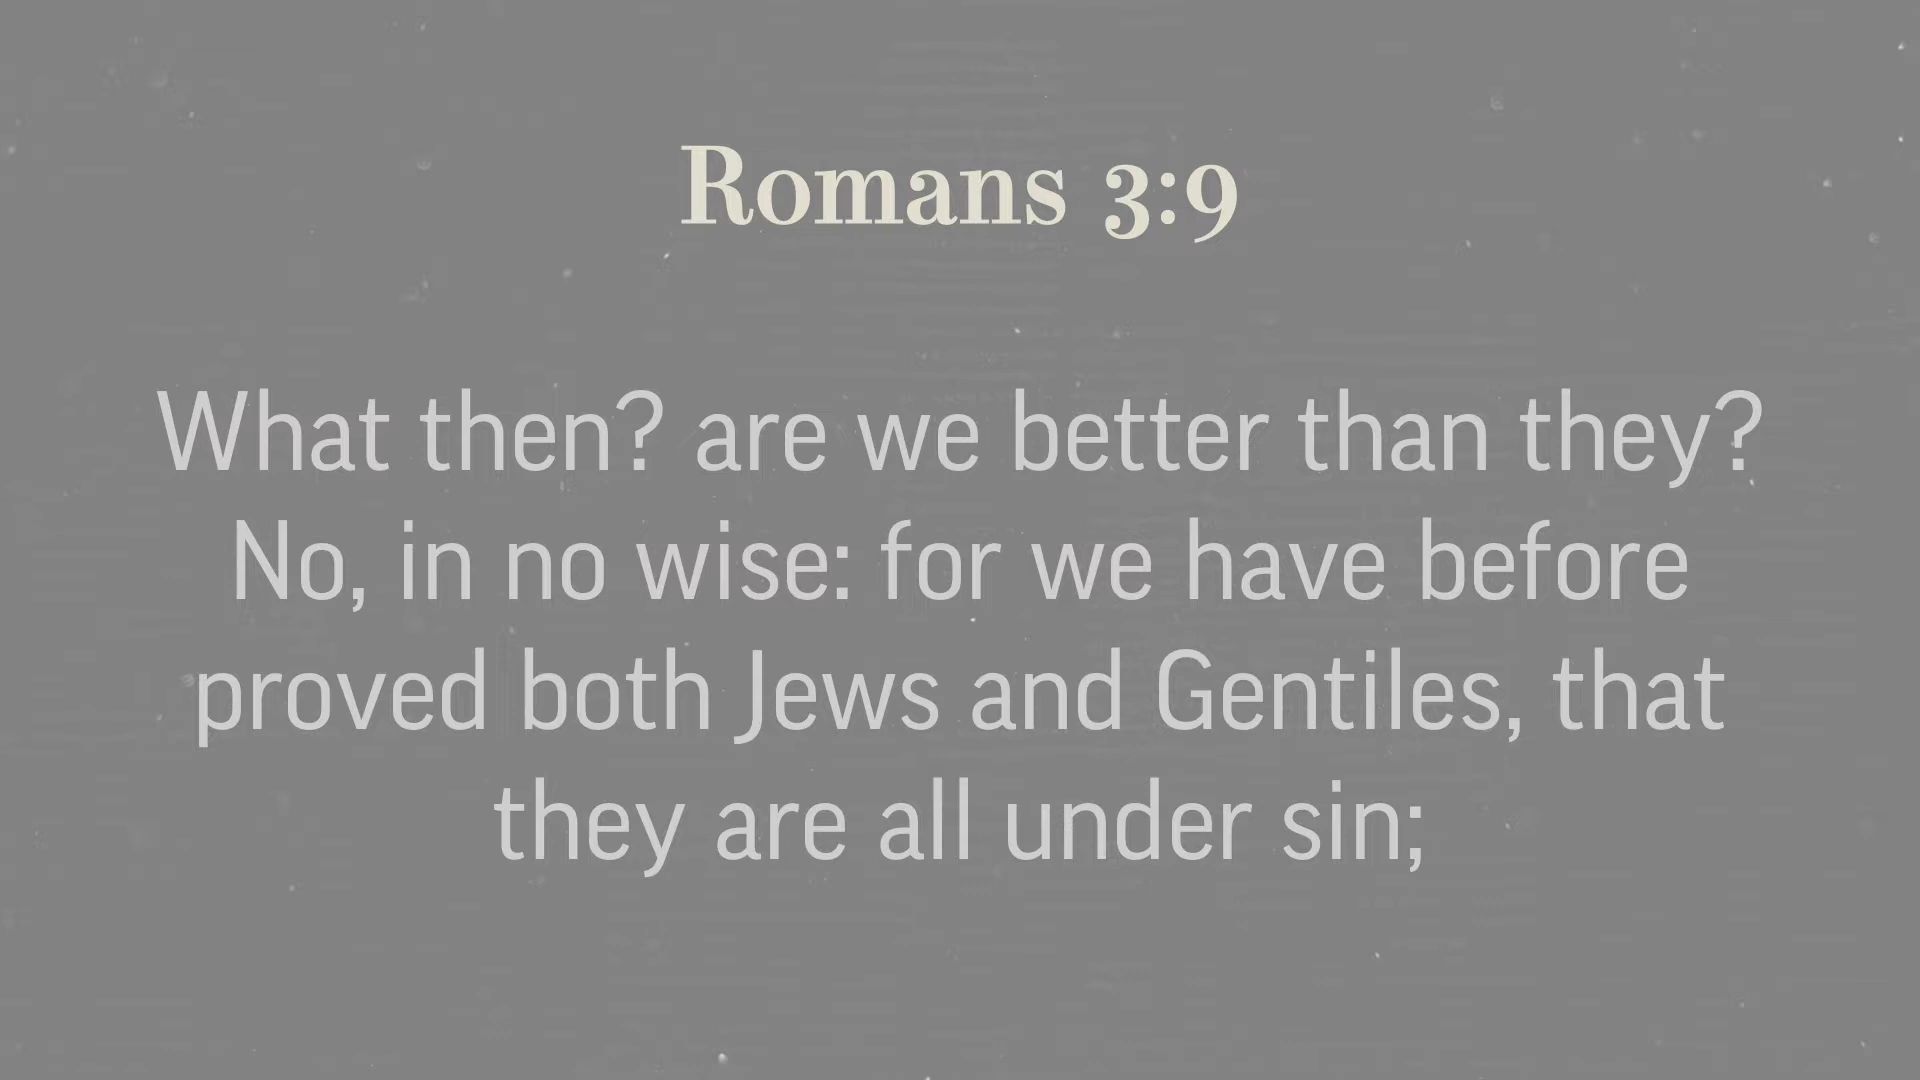 Romans 3:9
What then? are we better than they?
No, in no wise: for we have before
proved both Jews and Gentiles, that
they are all under sin;